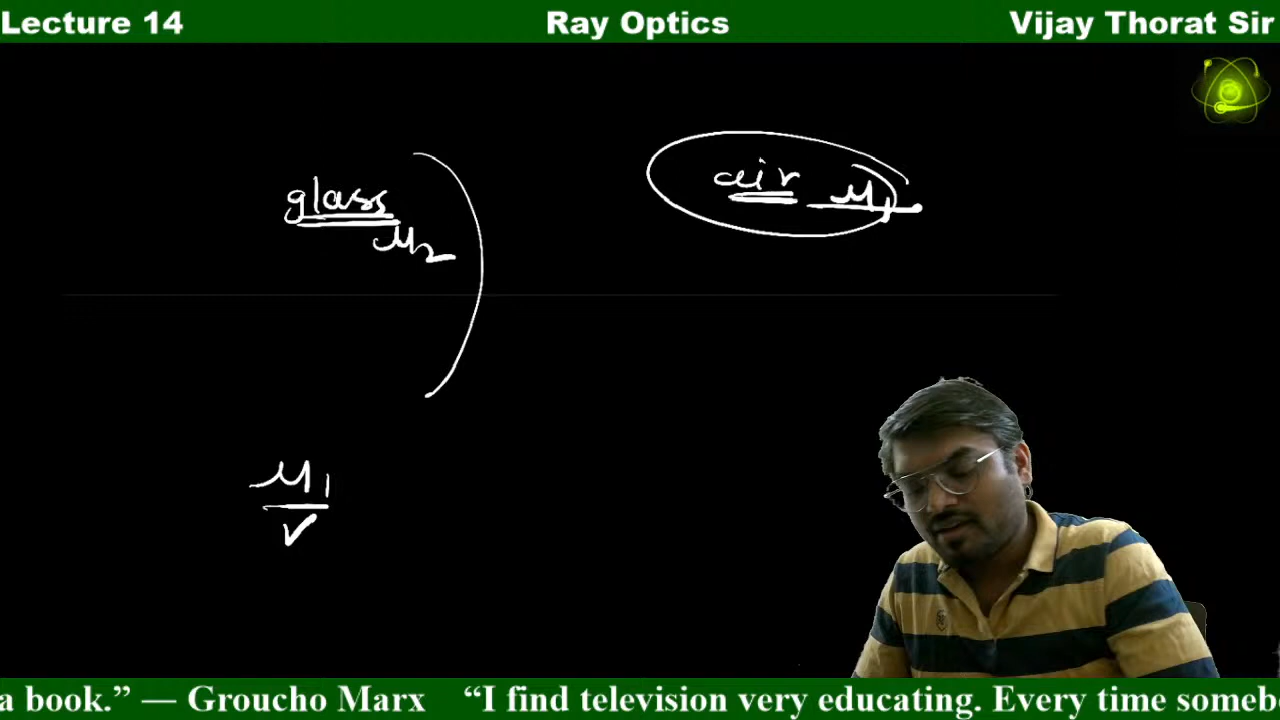 Lecture 14 Ray Optics Vijay Thorat Sir
glass
μ₂
air μ₁
μ₁
v
a book.” — Groucho Marx “I find television very educating. Every time someb